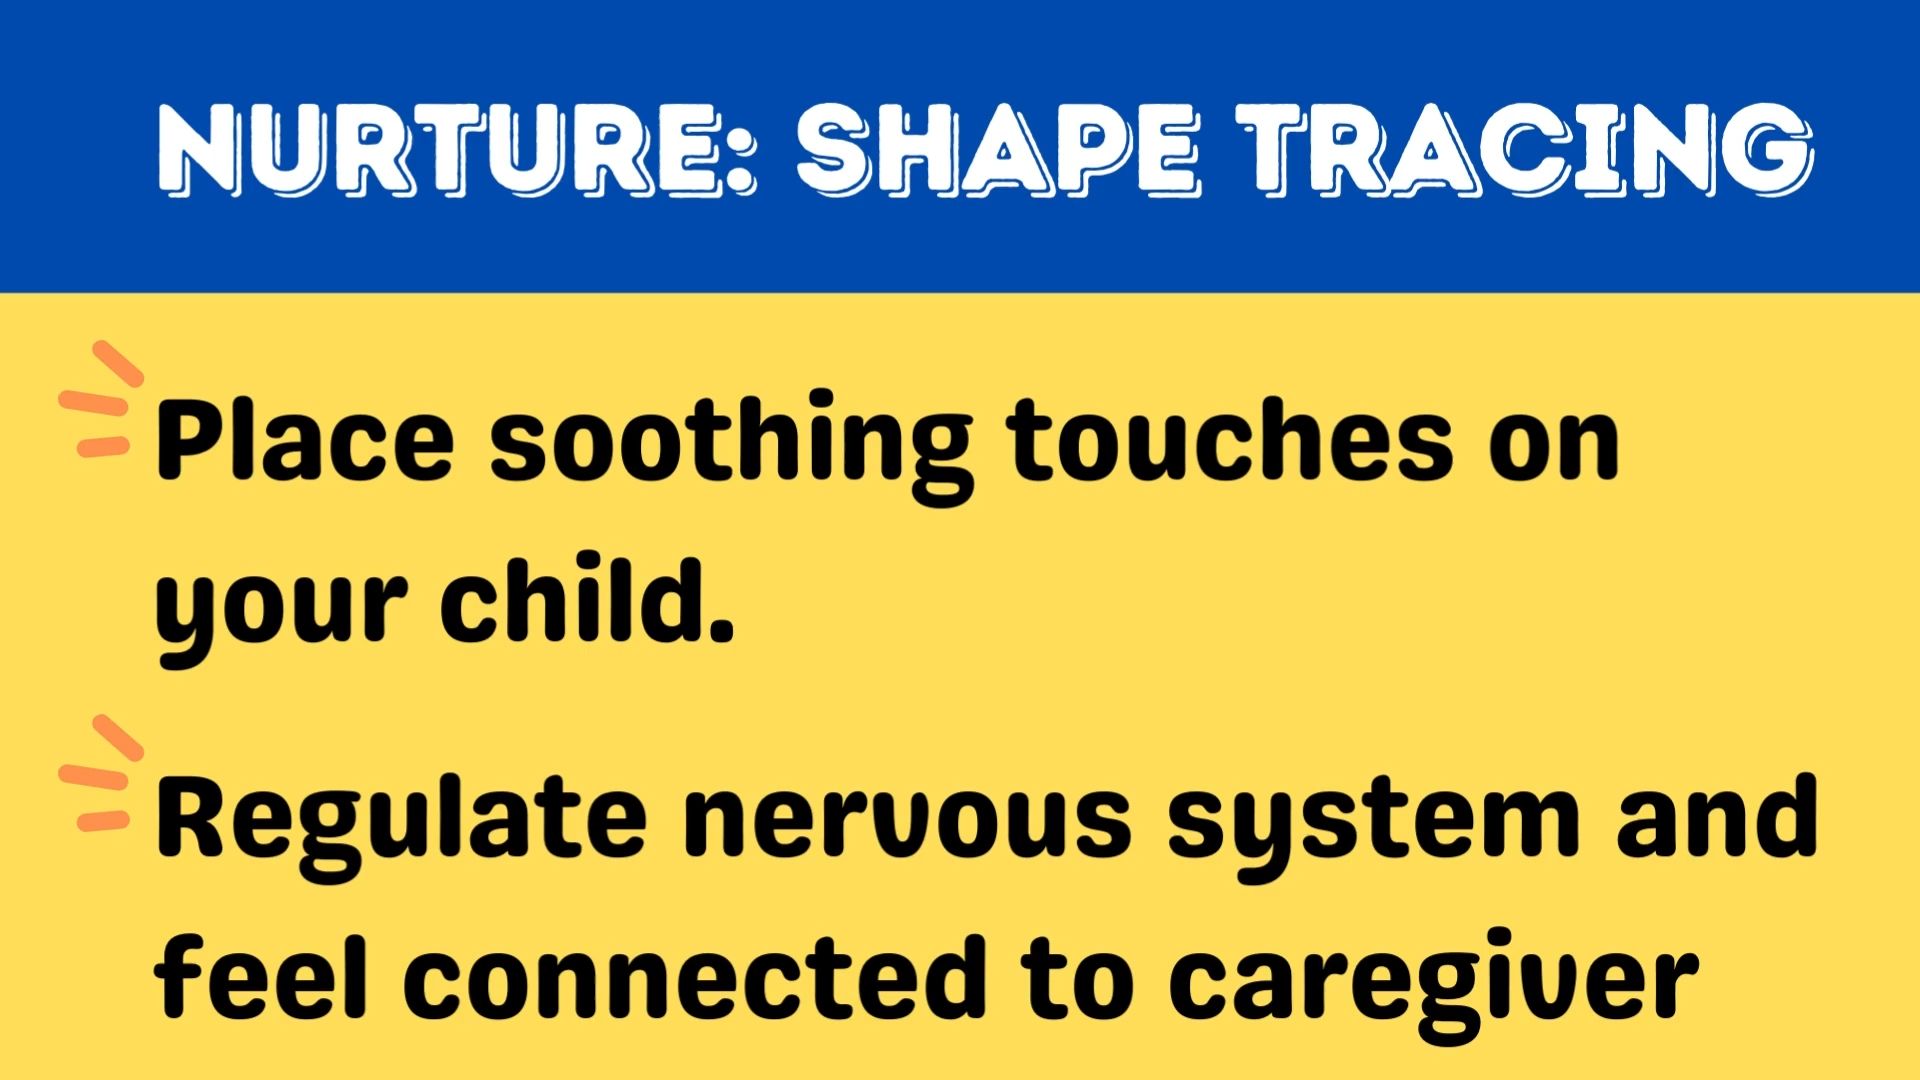 NURTURE: SHAPE TRACING
Place soothing touches on
your child.
Regulate nervous system and
feel connected to caregiver